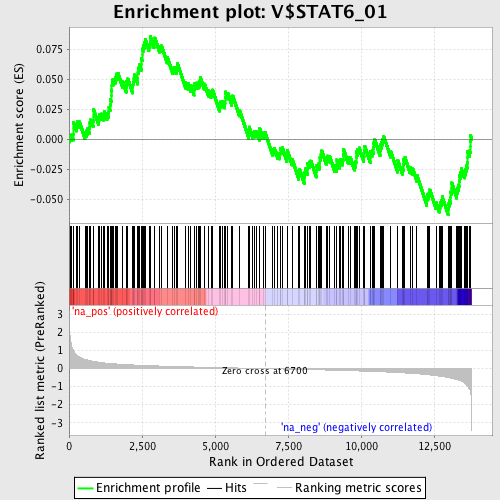 Enrichment plot: V$STAT6_01
Enrichment score (ES)
0.075
0.050
0.025
0.000
-0.025
-0.050
'na_pos' (positively correlated)
Ranked list metric (PreRanked)
3
2
1
0
-1
-2
-3
Zero cross at 6700
'na_neg' (negatively correlated)
0
2,500
5,000
7,500
10,000
12,500
Rank in Ordered Dataset
Enrichment profile
Hits
Ranking metric scores